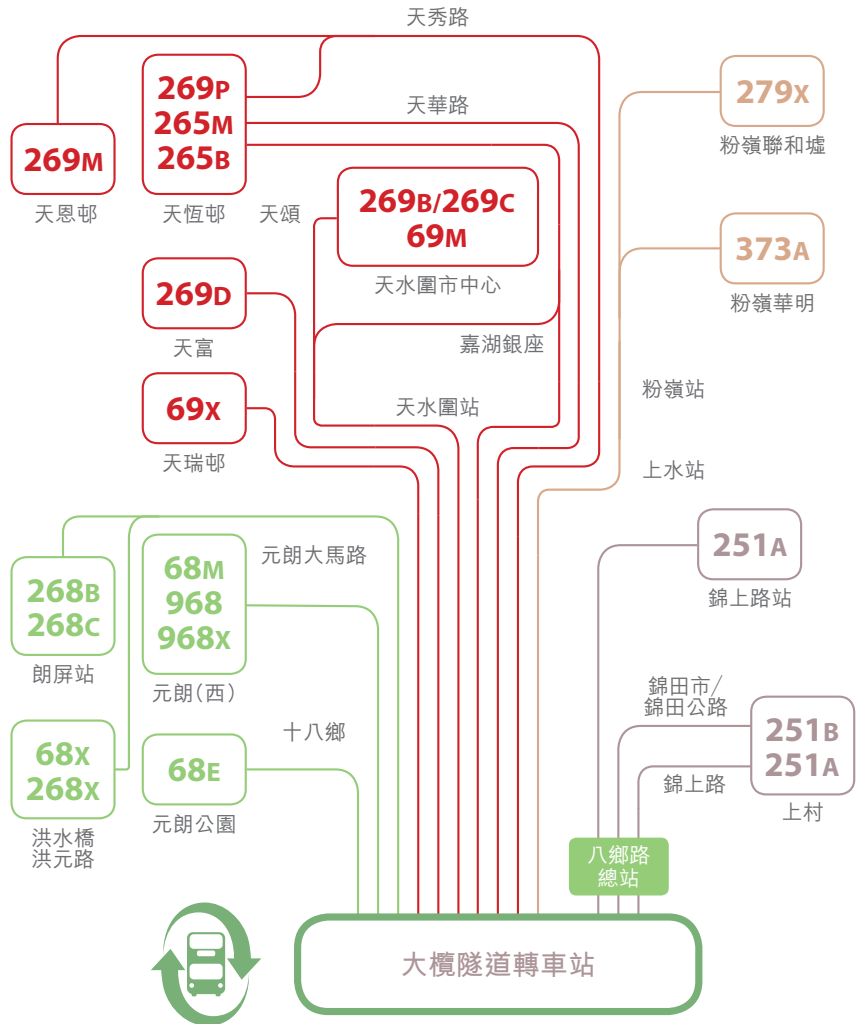 天秀路
269P
265M
265B
天恆邨
天華路
279X
粉嶺聯和墟
269M
天恩邨
天頌
269B/269C
69M
天水圍市中心
373A
粉嶺華明
269D
天富
嘉湖銀座
69X
天瑞邨
天水圍站
粉嶺站
上水站
251A
錦上路站
元朗大馬路
268B
268C
朗屏站
68M
968
968X
元朗(西)
錦田市/
錦田公路
251B
251A
上村
錦上路
十八鄉
68X
268X
洪水橋
洪元路
68E
元朗公園
八鄉路
總站
大欖隧道轉車站